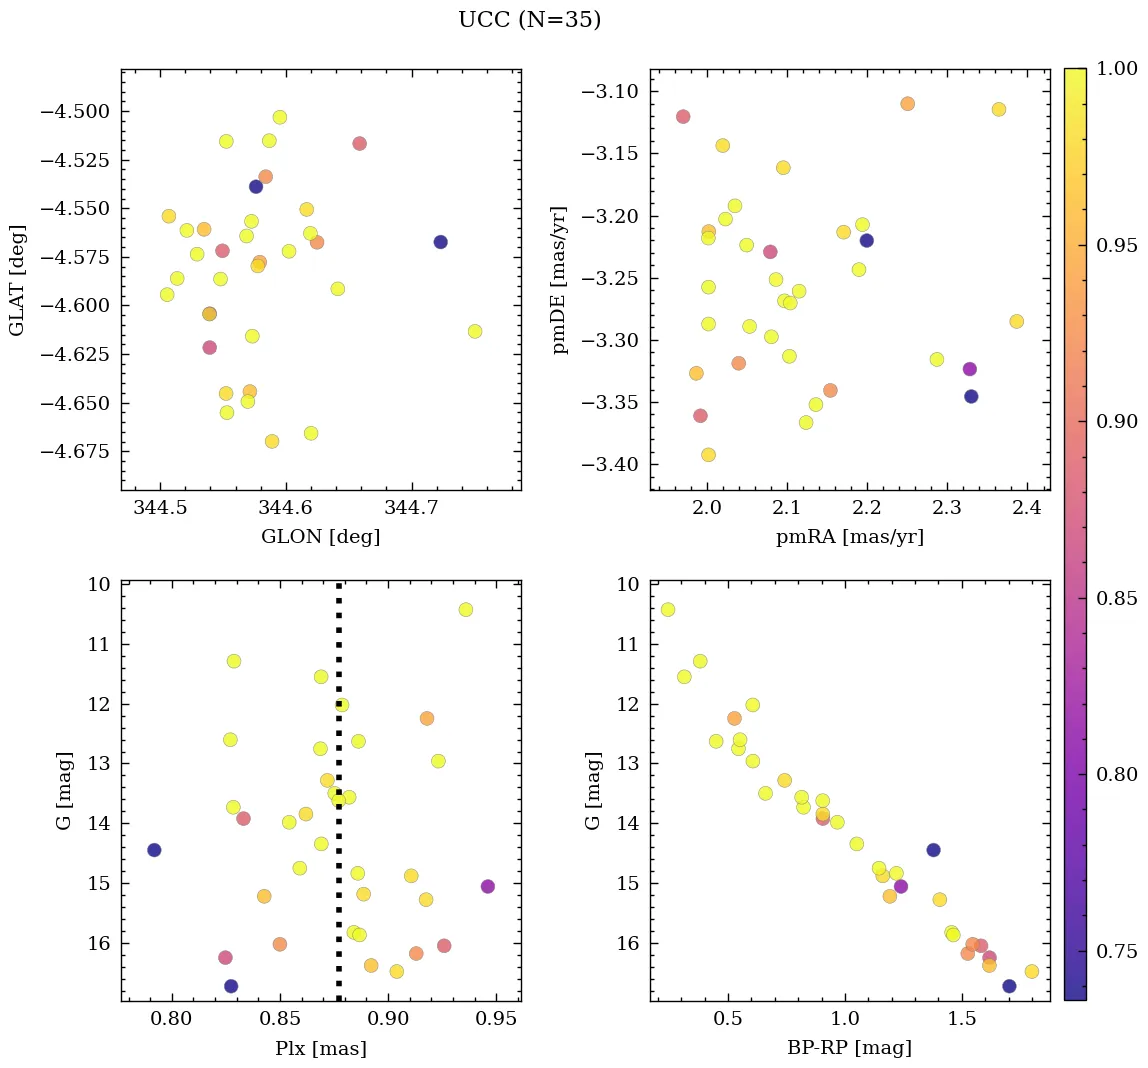 UCC (N=35)
−4.500
−4.525
−4.550
−4.575
−4.600
−4.625
−4.650
−4.675
GLAT [deg]
344.5 344.6 344.7
GLON [deg]
−3.10
−3.15
−3.20
−3.25
−3.30
−3.35
−3.40
pmDE [mas/yr]
2.0 2.1 2.2 2.3 2.4
pmRA [mas/yr]
10
11
12
13
14
15
16
G [mag]
0.80 0.85 0.90 0.95
Plx [mas]
10
11
12
13
14
15
16
G [mag]
0.5 1.0 1.5
BP-RP [mag]
1.00
0.95
0.90
0.85
0.80
0.75